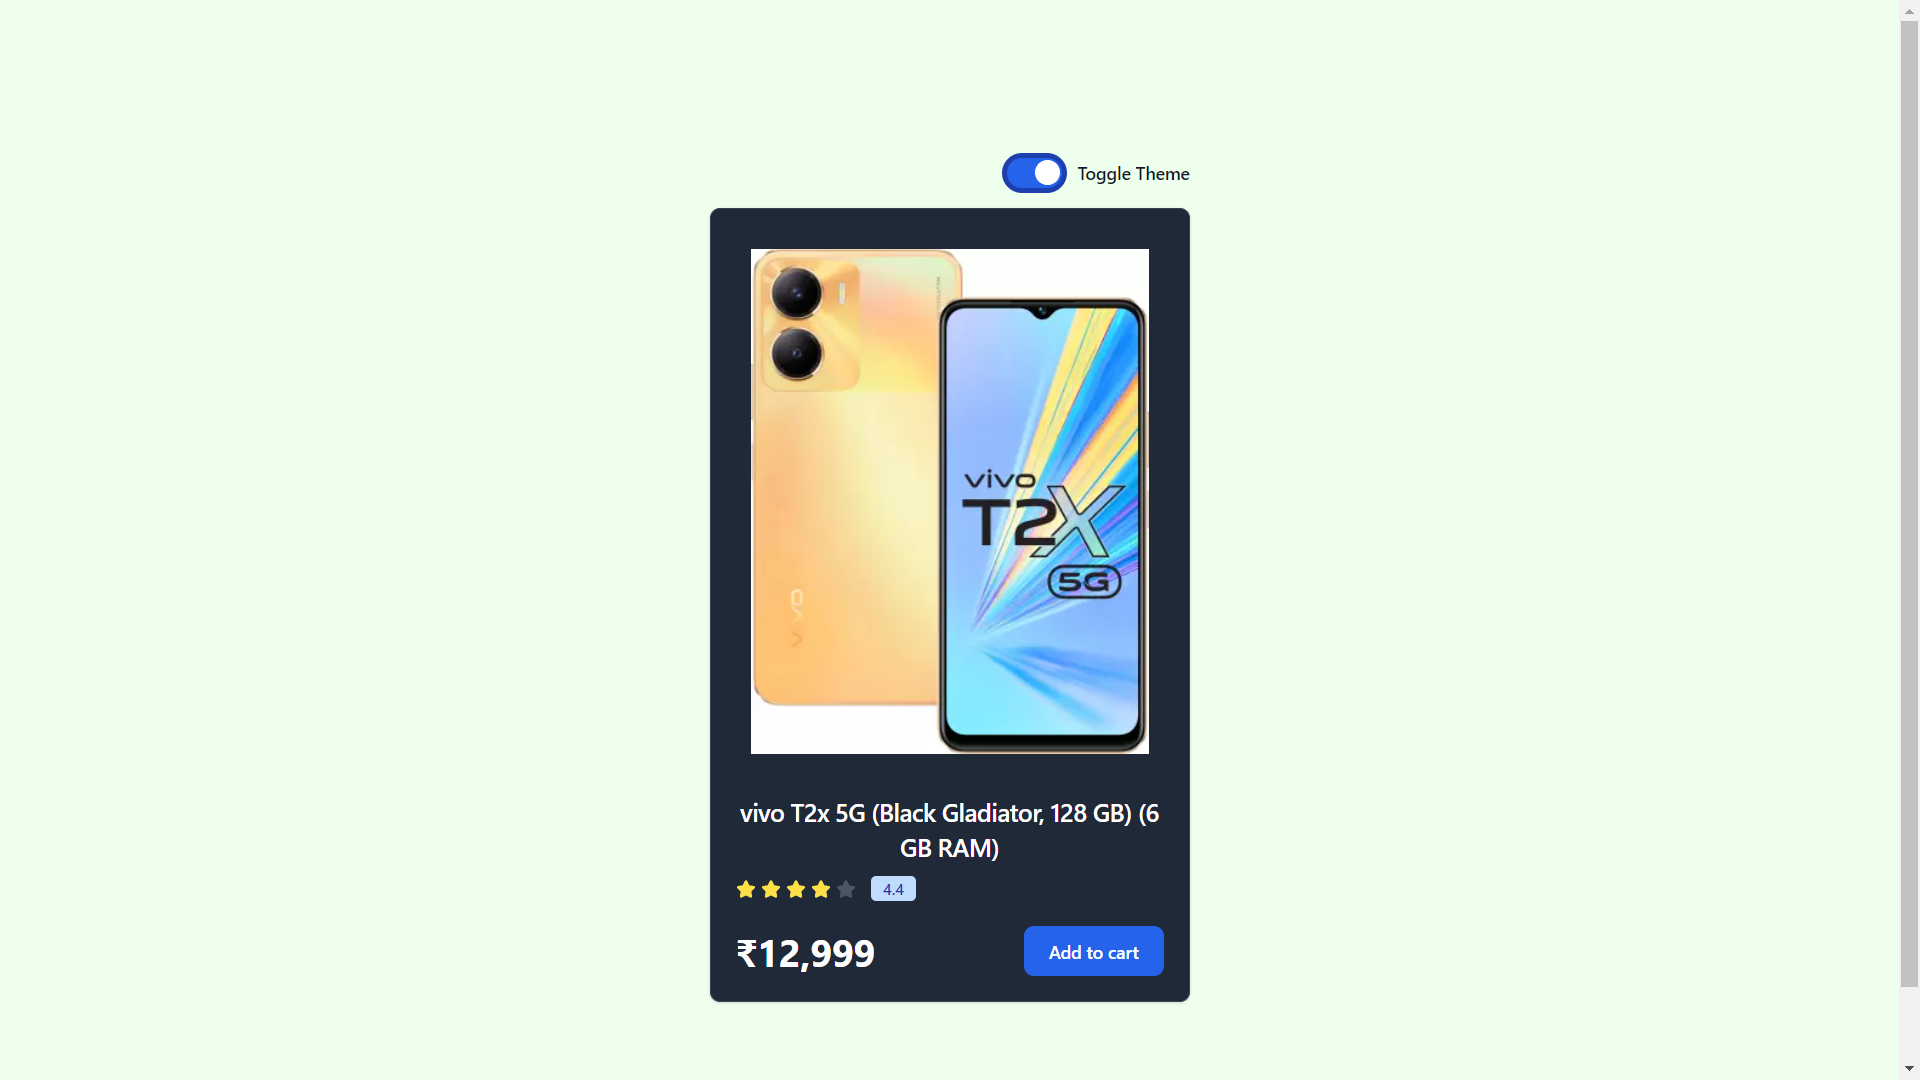 Toggle Theme
vivo
T2X
5G
vivo
vivo T2x 5G (Black Gladiator, 128 GB) (6
GB RAM)
4.4
₹12,999
Add to cart